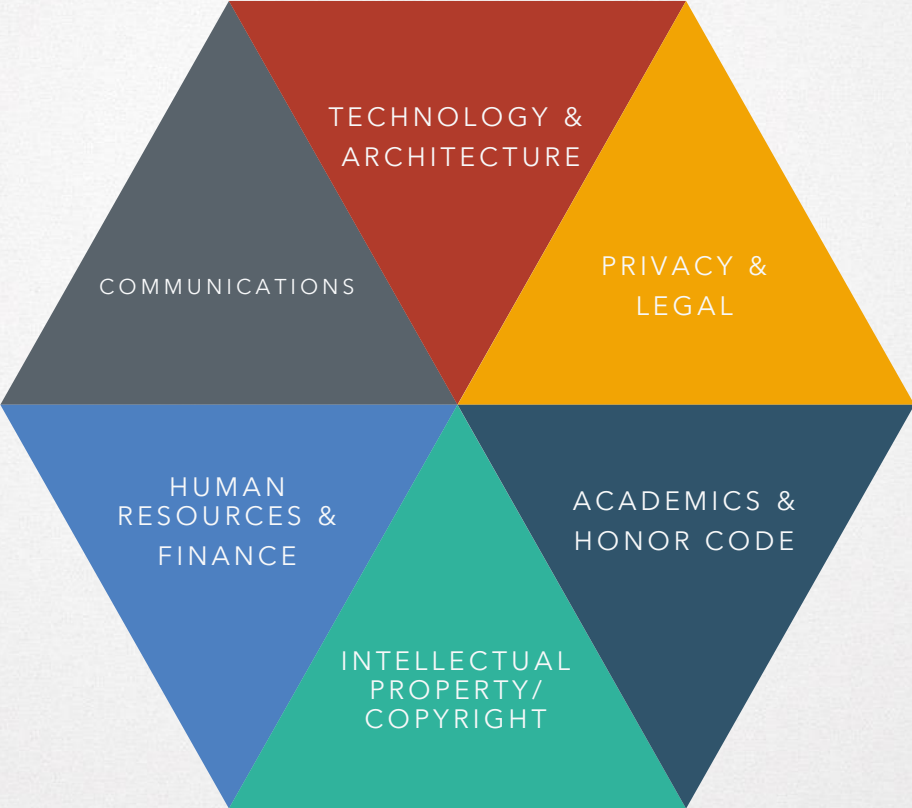 TECHNOLOGY &
ARCHITECTURE
PRIVACY &
LEGAL
COMMUNICATIONS
HUMAN
RESOURCES &
FINANCE
ACADEMICS &
HONOR CODE
INTELLECTUAL
PROPERTY/
COPYRIGHT